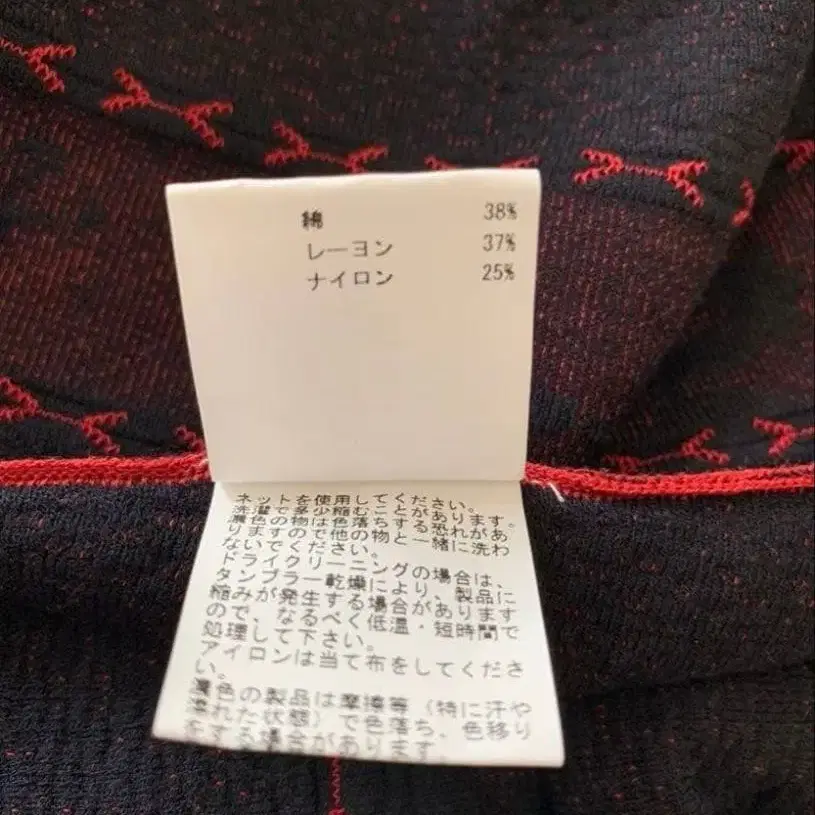 綿 38%
レーヨン 37%
ナイロン 25%
ネットを使用してください。
洗濯で多少縮むことがあります。
濃色の物は色落ちする恐れがあ
りますので他の物と一緒に洗わ
ないでください。
ドライクリーニングの場合は、
タンブラー乾燥により、製品に
縮みが発生する場合があります
ので、なるべく低温・短時間で
処理して下さい。
アイロンは当て布をしてくださ
い。
濃色の製品は摩擦等（特に汗や
濡れた状態）で色落ち、色移り
をする場合があります。